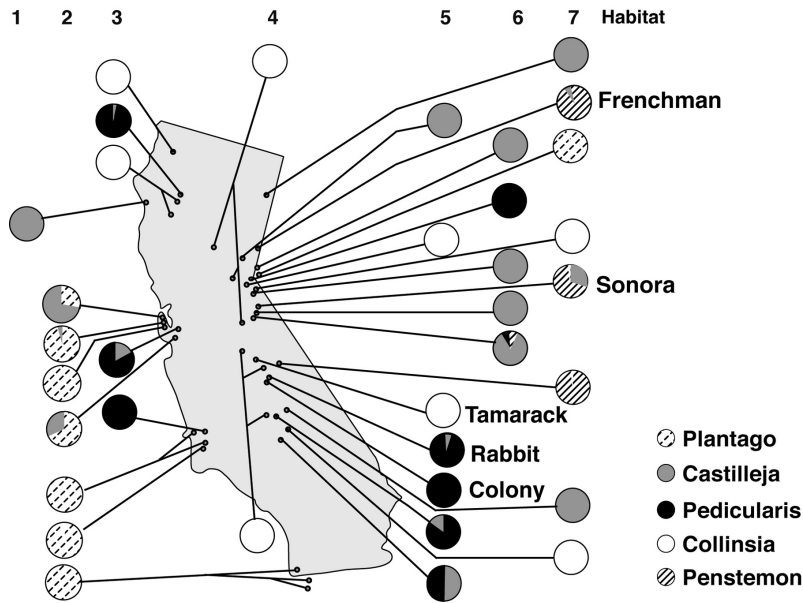 1 2 3 4 5 6 7 Habitat
Frenchman
Sonora
Tamarack
Rabbit
Colony
Plantago
Castilleja
Pedicularis
Collinsia
Penstemon